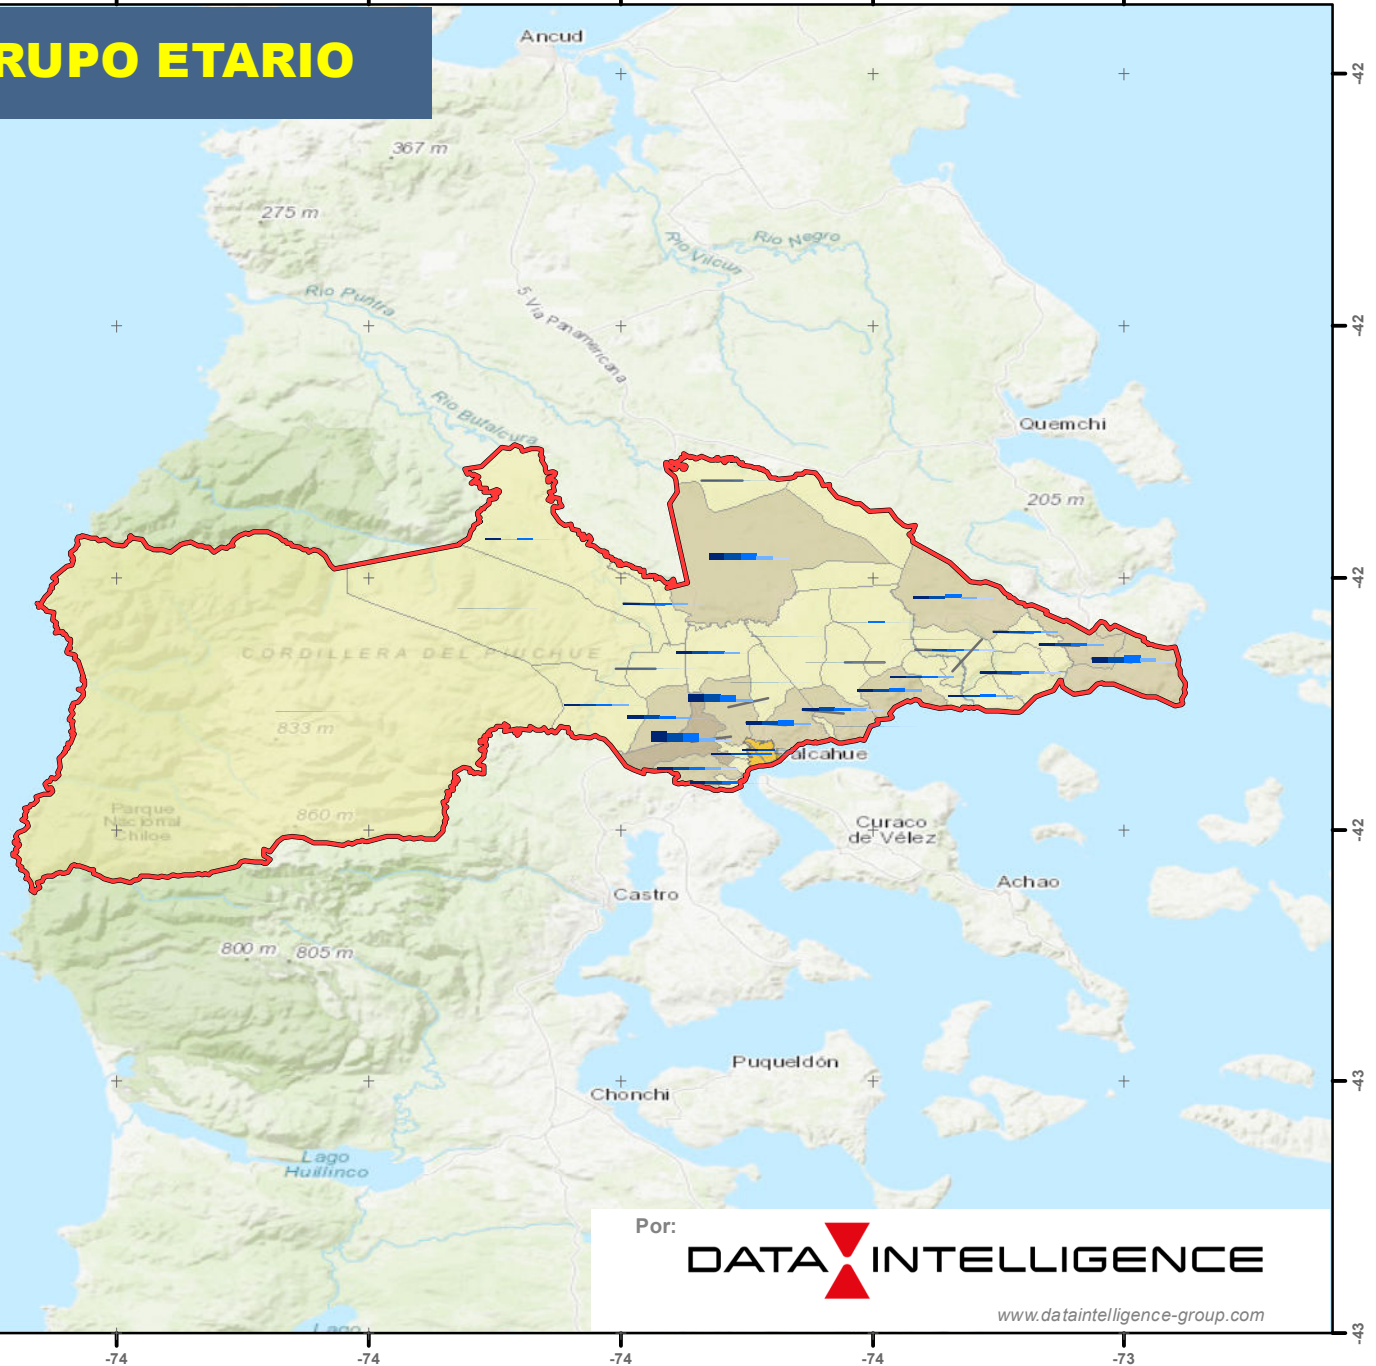 RUPO ETARIO
Ancud
367 m
275 m
Rio Negro
Rio Vilcun
Rio Puntra
5 Via Panamericana
Rio Butalcura
Quemchi
205 m
CORDILLERA DEL PIUCHUE
833 m
alcahue
Parque
Nacional
Chiloe
860 m
Curaco
de Vélez
Achao
Castro
800 m
805 m
Puqueldón
Chonchi
Lago
Huillinco
Lago
Por:
DATA INTELLIGENCE
www.dataintelligence-group.com
-42
-42
-42
-42
-43
-43
-74
-74
-74
-74
-73